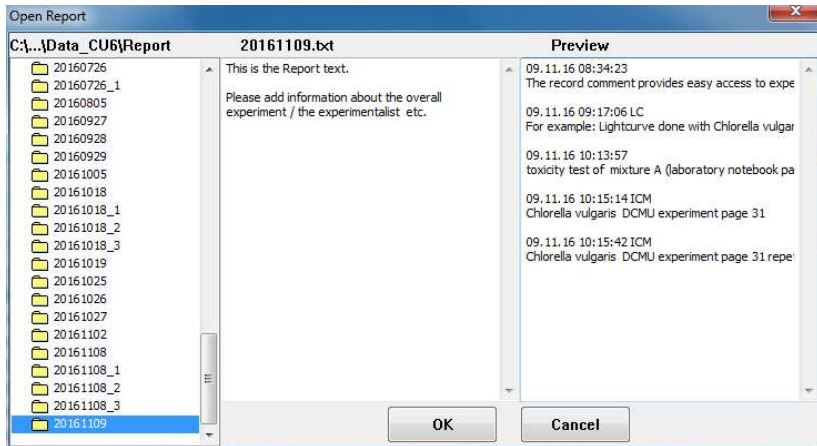 Open Report
C:\...\Data_CU6\Report
20161109.txt
Preview
20160726
20160726_1
20160805
20160927
20160928
20160929
20161005
20161018
20161018_1
20161018_2
20161018_3
20161019
20161025
20161026
20161027
20161102
20161108
20161108_1
20161108_2
20161108_3
20161109
This is the Report text.
Please add information about the overall
experiment / the experimentalist etc.
09.11.16 08:34:23
The record comment provides easy access to expe
09.11.16 09:17:06 LC
For example: Lightcurve done with Chlorella vulgar
09.11.16 10:13:57
toxicity test of mixture A (laboratory notebook pa
09.11.16 10:15:14 ICM
Chlorella vulgaris DCMU experiment page 31
09.11.16 10:15:42 ICM
Chlorella vulgaris DCMU experiment page 31 repe
OK
Cancel